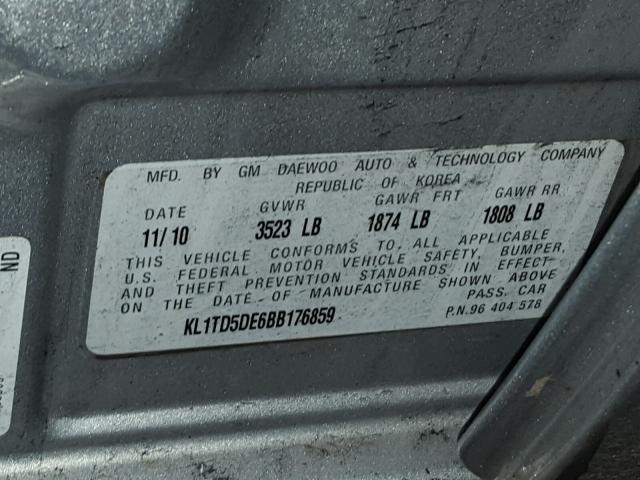 MFD. BY GM DAEWOO AUTO & TECHNOLOGY COMPANY
REPUBLIC OF KOREA
DATE GVWR GAWR FRT GAWR RR
11/10 3523 LB 1874 LB 1808 LB
THIS VEHICLE CONFORMS TO ALL APPLICABLE
U.S. FEDERAL MOTOR VEHICLE SAFETY, BUMPER,
AND THEFT PREVENTION STANDARDS IN EFFECT
ON THE DATE OF MANUFACTURE SHOWN ABOVE
PASS. CAR
KL1TD5DE6BB176859 P.N.96 404 578
ND